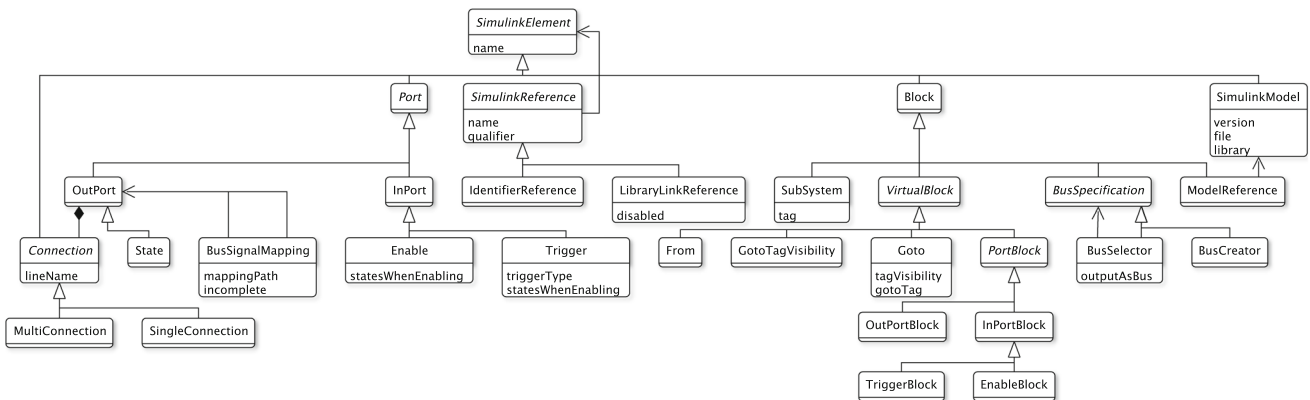 SimulinkElement
name
Port
SimulinkReference
name
qualifier
Block
SimulinkModel
version
file
library
OutPort
InPort
IdentifierReference
LibraryLinkReference
disabled
SubSystem
tag
VirtualBlock
BusSpecification
ModelReference
Connection
lineName
State
BusSignalMapping
mappingPath
incomplete
Enable
statesWhenEnabling
Trigger
triggerType
statesWhenEnabling
From
GotoTagVisibility
Goto
tagVisibility
gotoTag
PortBlock
BusSelector
outputAsBus
BusCreator
MultiConnection
SingleConnection
OutPortBlock
InPortBlock
TriggerBlock
EnableBlock